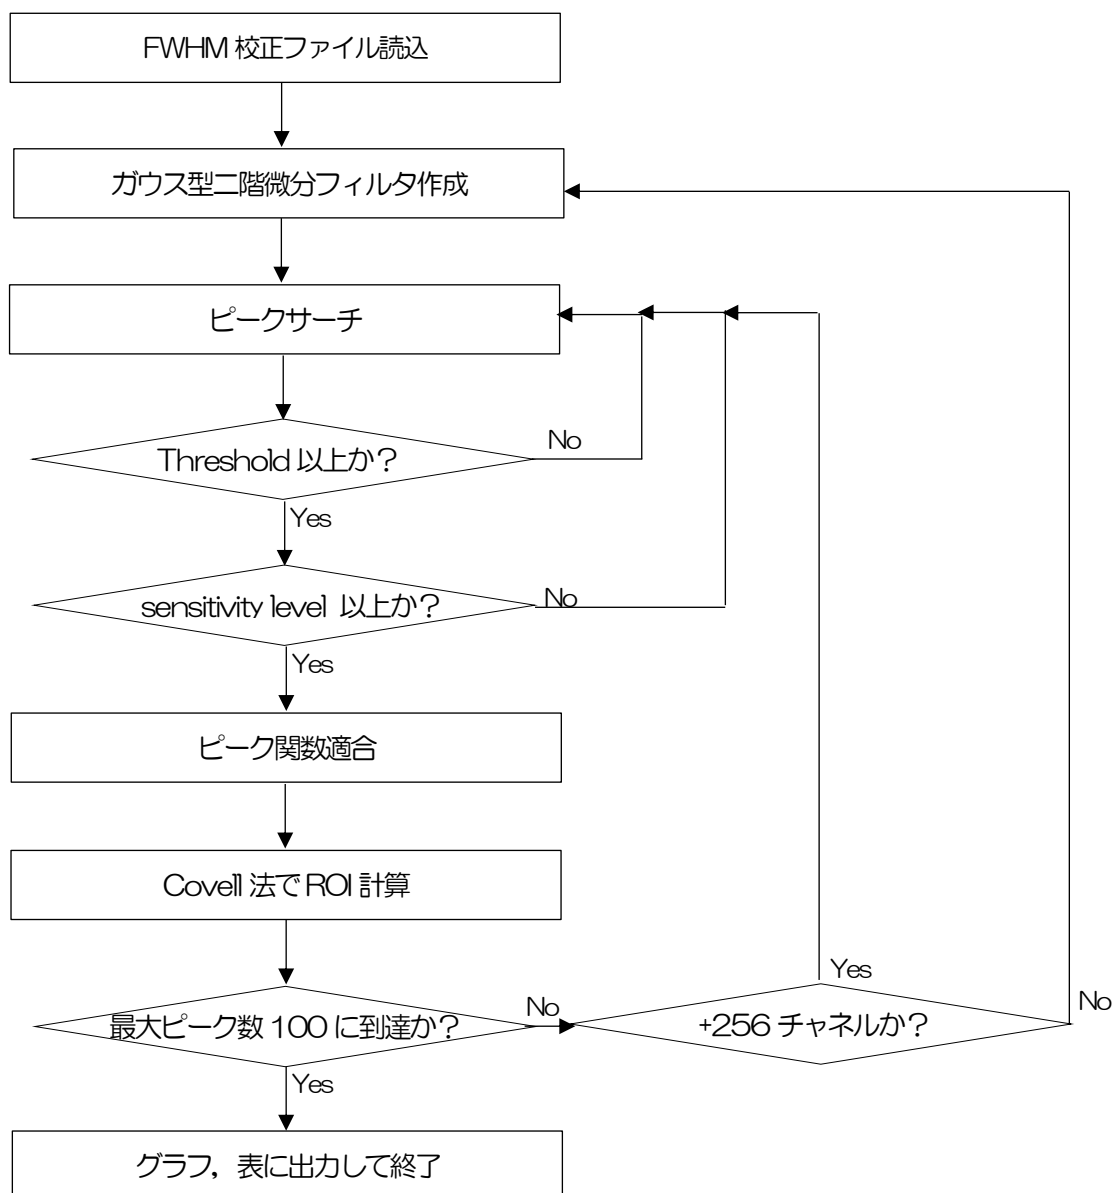 FWHM 校正ファイル読込
ガウス型二階微分フィルタ作成
ピークサーチ
Threshold 以上か?
No
Yes
sensitivity level 以上か?
No
Yes
ピーク関数適合
Covell 法で ROI 計算
最大ピーク数 100 に到達か?
No
+256 チャネルか?
Yes
No
Yes
グラフ，表に出力して終了